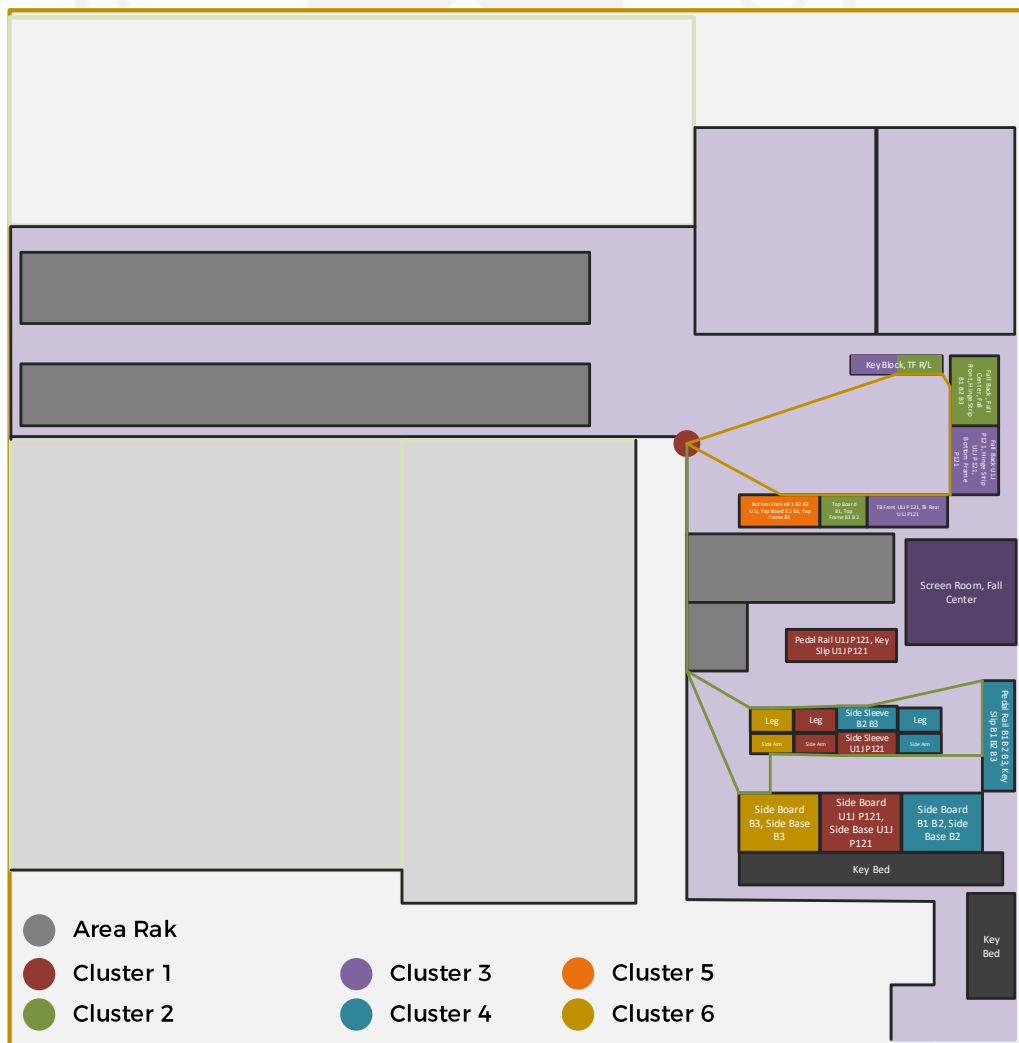 Key Block, TF R/L
Fall Back, Fall
Center, Fall
Front, Hinge Strip
B1 B2 B3
Fall Back U1J
P121, Hinge Strip
U1J P121,
Bottom Frame
P121
Bottom Frame B1 B2 B3
U1J, Top Board B2 B3, Top
Frame B3
Top Board
B1, Top
Frame B1 B2
TB Front U1J P121, TB Rear
U1J P121
Screen Room, Fall
Center
Pedal Rail U1J P121, Key
Slip U1J P121
Pedal Rail B1 B2 B3, Key
Slip B1 B2 B3
Leg
Leg
Side Sleeve
B2 B3
Leg
Side Arm
Side Arm
Side Sleeve
U1J P121
Side Arm
Side Board
B3, Side Base
B3
Side Board
U1J P121,
Side Base U1J
P121
Side Board
B1 B2, Side
Base B2
Key Bed
Key
Bed
Area Rak
Cluster 1
Cluster 3
Cluster 5
Cluster 2
Cluster 4
Cluster 6